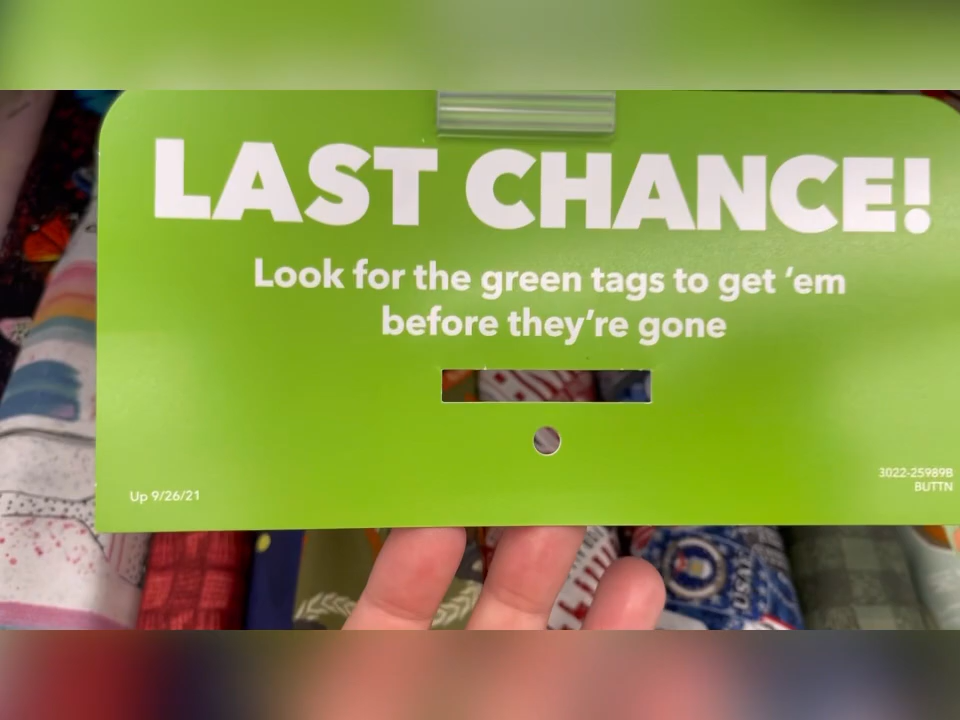 LAST CHANCE!
Look for the green tags to get ’em
before they’re gone
Up 9/26/21
3022-25989B
BUTTN
USA